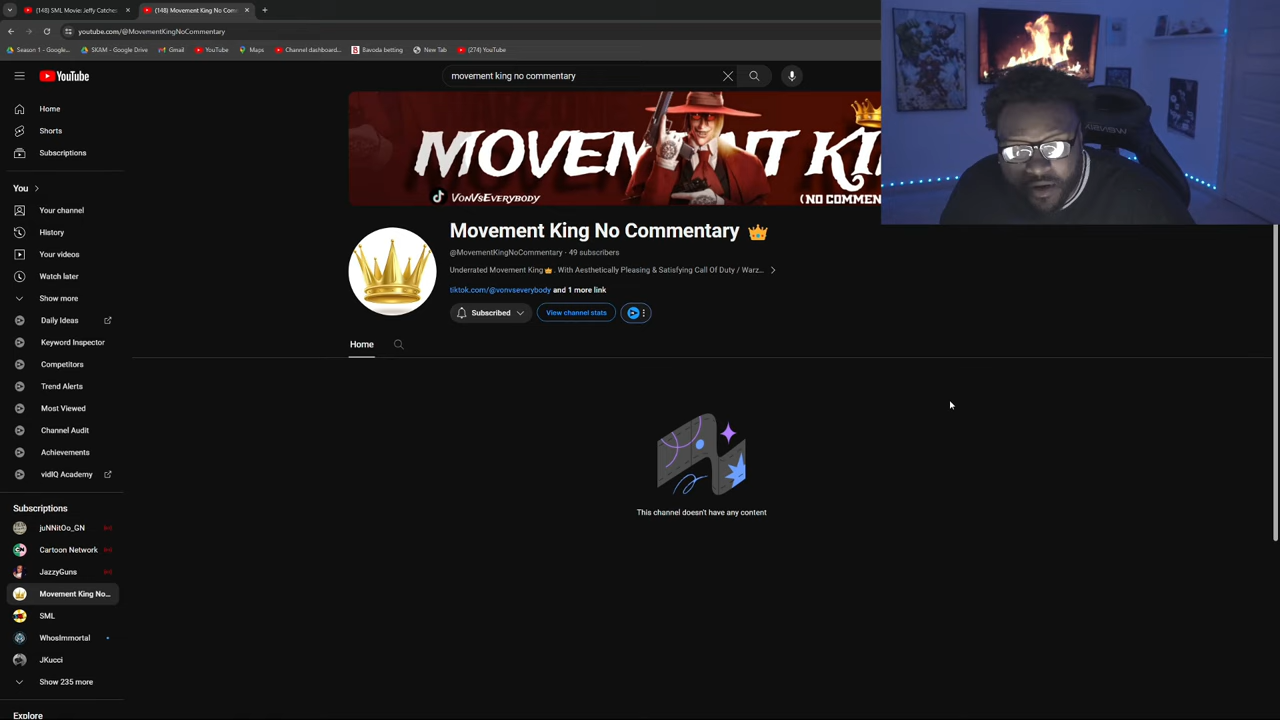 (148) SML Movie: Jeffy Catches
(148) Movement King No Comm
youtube.com/@MovementKingNoCommentary
Season 1 - Google...
SKAM - Google Drive
Gmail
YouTube
Maps
Channel dashboard...
Bavoda betting
New Tab
(274) YouTube
YouTube
movement king no commentary
Home
Shorts
Subscriptions
You
Your channel
History
Your videos
Watch later
Show more
Daily Ideas
Keyword Inspector
Competitors
Trend Alerts
Most Viewed
Channel Audit
Achievements
vidIQ Academy
Subscriptions
juNNitOo_GN
Cartoon Network
JazzyGuns
Movement King No...
SML
WhosImmortal
JKucci
Show 235 more
Explore
MOVEMENT KI
VonVsEverybody
(NO COMMEN
Movement King No Commentary
@MovementKingNoCommentary · 49 subscribers
Underrated Movement King . With Aesthetically Pleasing & Satisfying Call Of Duty / Warz...
tiktok.com/@vonvseverybody and 1 more link
Subscribed
View channel stats
Home
This channel doesn't have any content